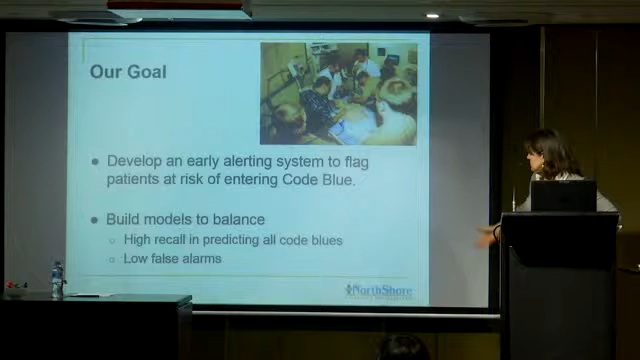 Our Goal
● Develop an early alerting system to flag
patients at risk of entering Code Blue.
● Build models to balance
○ High recall in predicting all code blues
○ Low false alarms
NorthShore